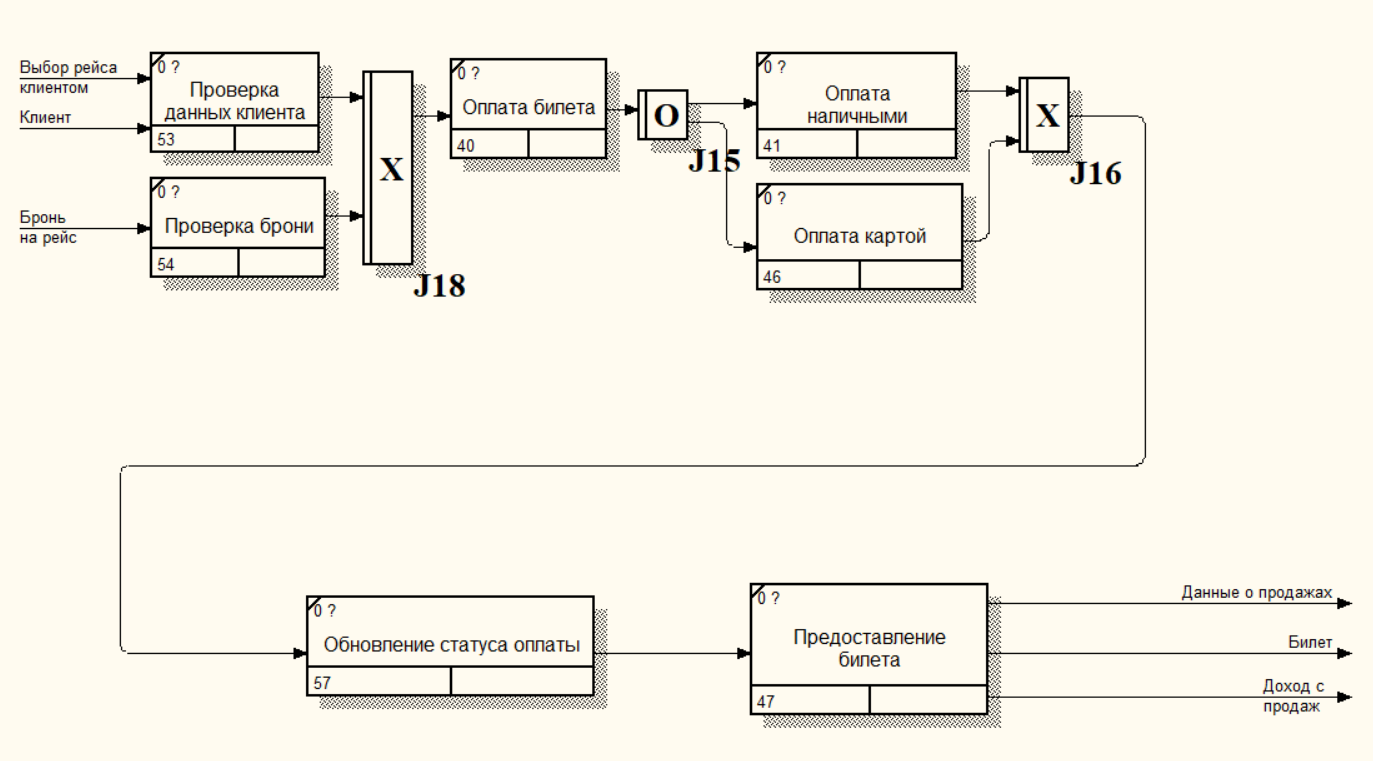 Выбор рейса
клиентом
Клиент
0 ?
Проверка
данных клиента
53
Бронь
на рейс
0 ?
Проверка брони
54
X
J18
0 ?
Оплата билета
40
O
J15
0 ?
Оплата
наличными
41
0 ?
Оплата картой
46
X
J16
0 ?
Обновление статуса оплаты
57
0 ?
Предоставление
билета
47
Данные о продажах
Билет
Доход с
продаж